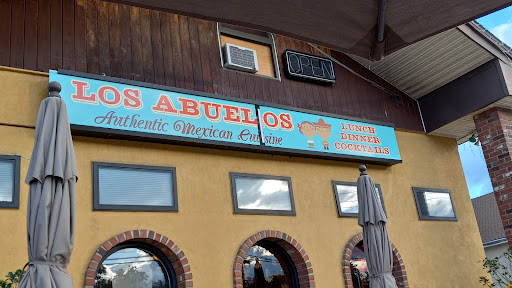 LOS ABUELOS
Authentic Mexican Cuisine
LUNCH
DINNER
COCKTAILS
OPEN